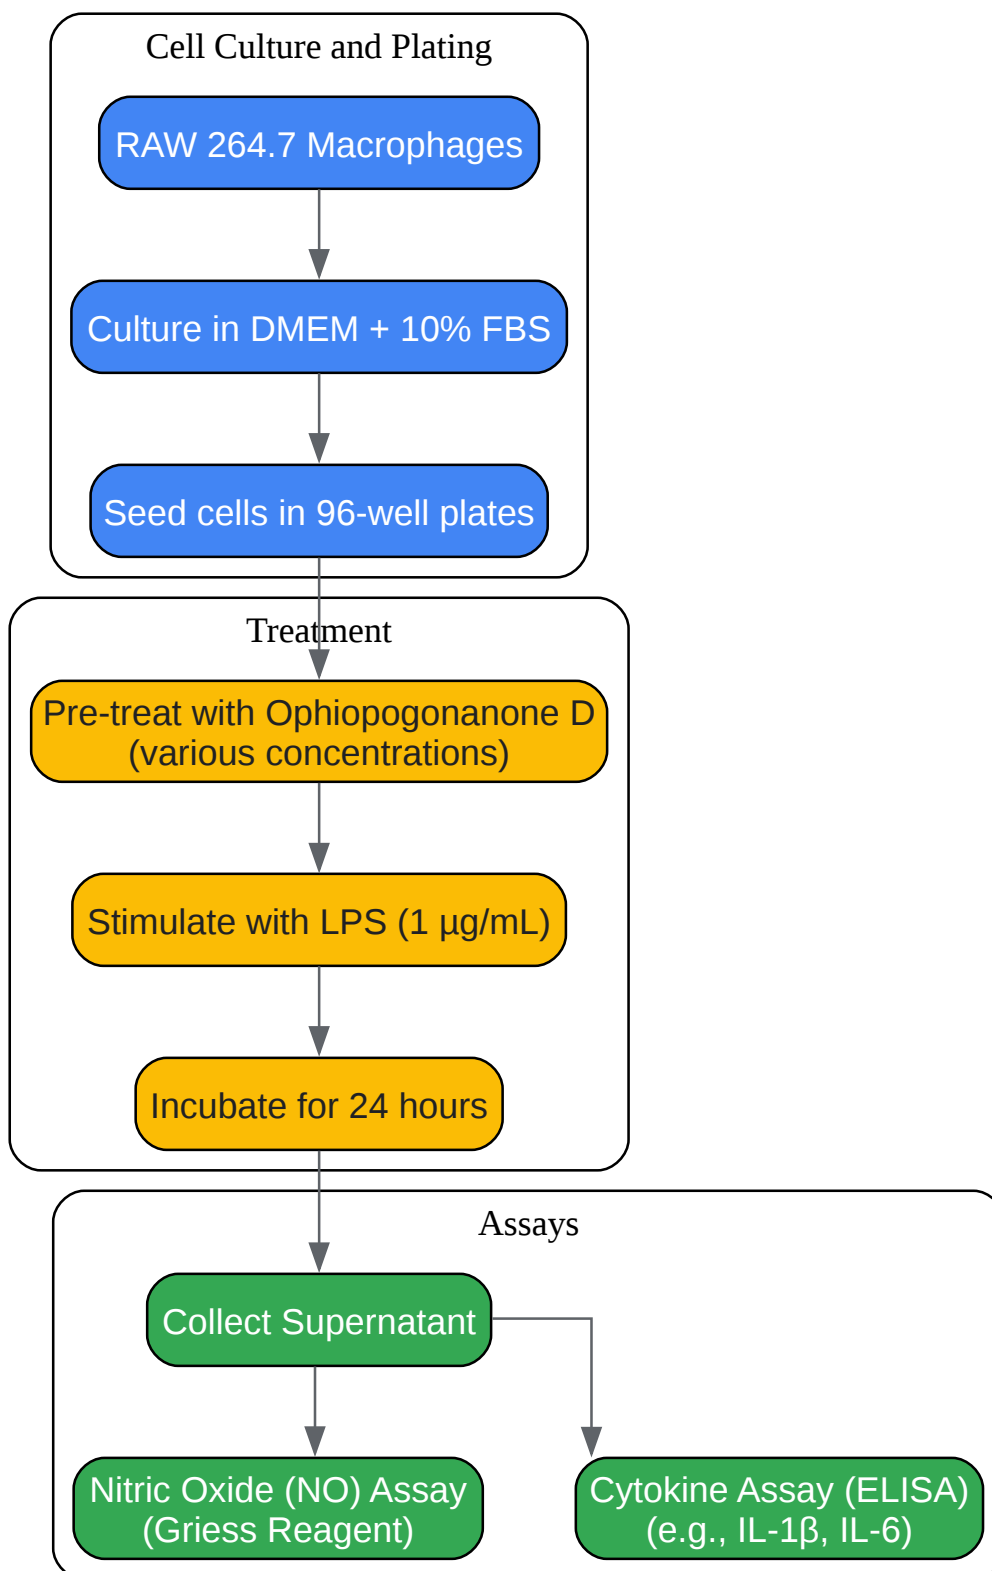 Cell Culture and Plating
RAW 264.7 Macrophages
Culture in DMEM + 10% FBS
Seed cells in 96-well plates
Treatment
Pre-treat with Ophiopogonanone D
(various concentrations)
Stimulate with LPS (1 µg/mL)
Incubate for 24 hours
Assays
Collect Supernatant
Nitric Oxide (NO) Assay
(Griess Reagent)
Cytokine Assay (ELISA)
(e.g., IL-1β, IL-6)